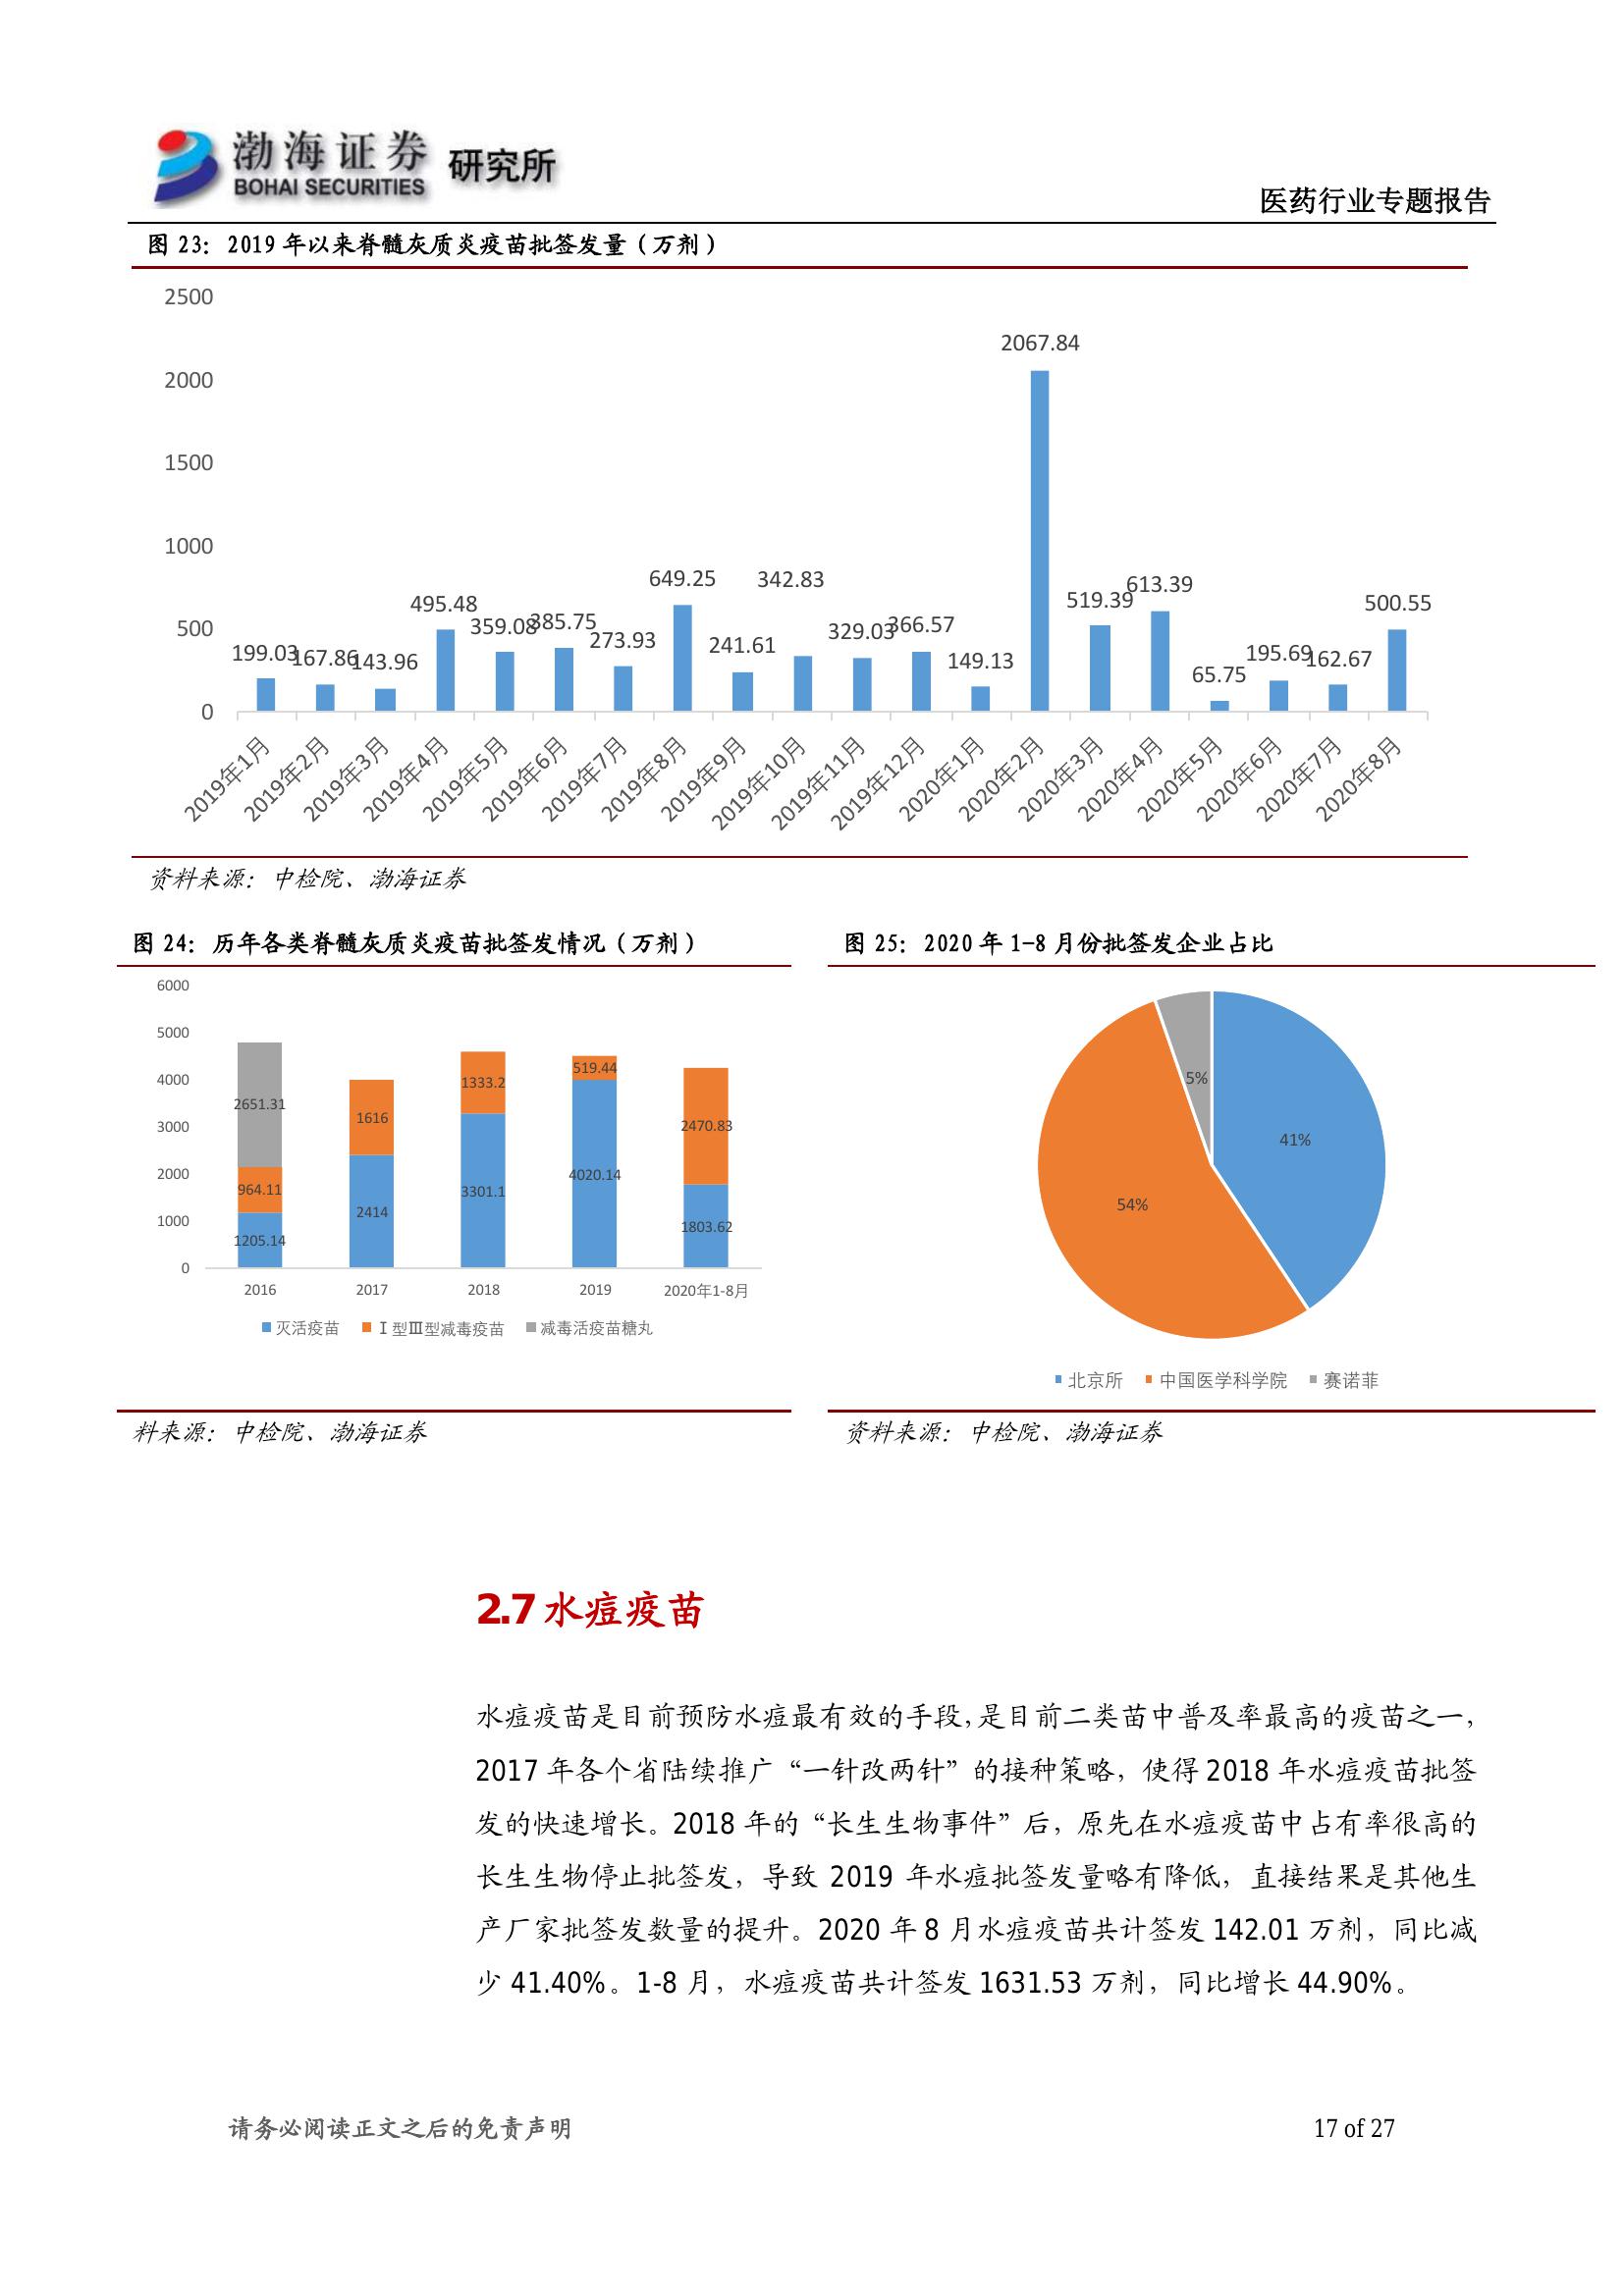 渤海证券 研究所
BOHAI SECURITIES
医药行业专题报告
图 23：2019 年以来脊髓灰质炎疫苗批签发量（万剂）
2500
2000
1500
1000
500
0
199.03
167.86
143.96
495.48
359.08
385.75
273.93
649.25
241.61
342.83
329.03
366.57
149.13
2067.84
519.39
613.39
65.75
195.69
162.67
500.55
2019年1月
2019年2月
2019年3月
2019年4月
2019年5月
2019年6月
2019年7月
2019年8月
2019年9月
2019年10月
2019年11月
2019年12月
2020年1月
2020年2月
2020年3月
2020年4月
2020年5月
2020年6月
2020年7月
2020年8月
资料来源：中检院、渤海证券
图 24：历年各类脊髓灰质炎疫苗批签发情况（万剂）
6000
5000
4000
3000
2000
1000
0
2651.31
964.11
1205.14
1616
2414
1333.2
3301.1
519.44
4020.14
2470.83
1803.62
2016
2017
2018
2019
2020年1-8月
灭活疫苗 Ⅰ型Ⅲ型减毒疫苗 减毒活疫苗糖丸
料来源：中检院、渤海证券
图 25：2020 年 1-8 月份批签发企业占比
5%
41%
54%
北京所 中国医学科学院 赛诺菲
资料来源：中检院、渤海证券
2.7 水痘疫苗
水痘疫苗是目前预防水痘最有效的手段，是目前二类苗中普及率最高的疫苗之一，
2017 年各个省陆续推广“一针改两针”的接种策略，使得 2018 年水痘疫苗批签
发的快速增长。2018 年的“长生生物事件”后，原先在水痘疫苗中占有率很高的
长生生物停止批签发，导致 2019 年水痘批签发量略有降低，直接结果是其他生
产厂家批签发数量的提升。2020 年 8 月水痘疫苗共计签发 142.01 万剂，同比减
少 41.40%。1-8 月，水痘疫苗共计签发 1631.53 万剂，同比增长 44.90%。
请务必阅读正文之后的免责声明
17 of 27